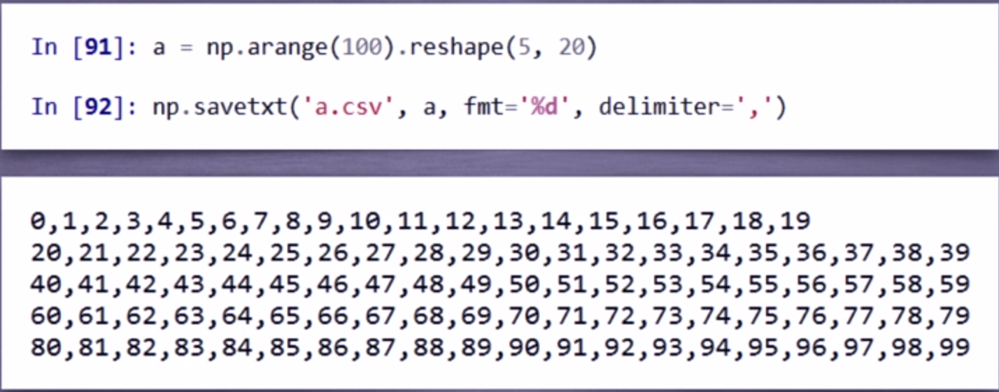 In [91]: a = np.arange(100).reshape(5, 20)
In [92]: np.savetxt('a.csv', a, fmt='%d', delimiter=',')
0,1,2,3,4,5,6,7,8,9,10,11,12,13,14,15,16,17,18,19
20,21,22,23,24,25,26,27,28,29,30,31,32,33,34,35,36,37,38,39
40,41,42,43,44,45,46,47,48,49,50,51,52,53,54,55,56,57,58,59
60,61,62,63,64,65,66,67,68,69,70,71,72,73,74,75,76,77,78,79
80,81,82,83,84,85,86,87,88,89,90,91,92,93,94,95,96,97,98,99